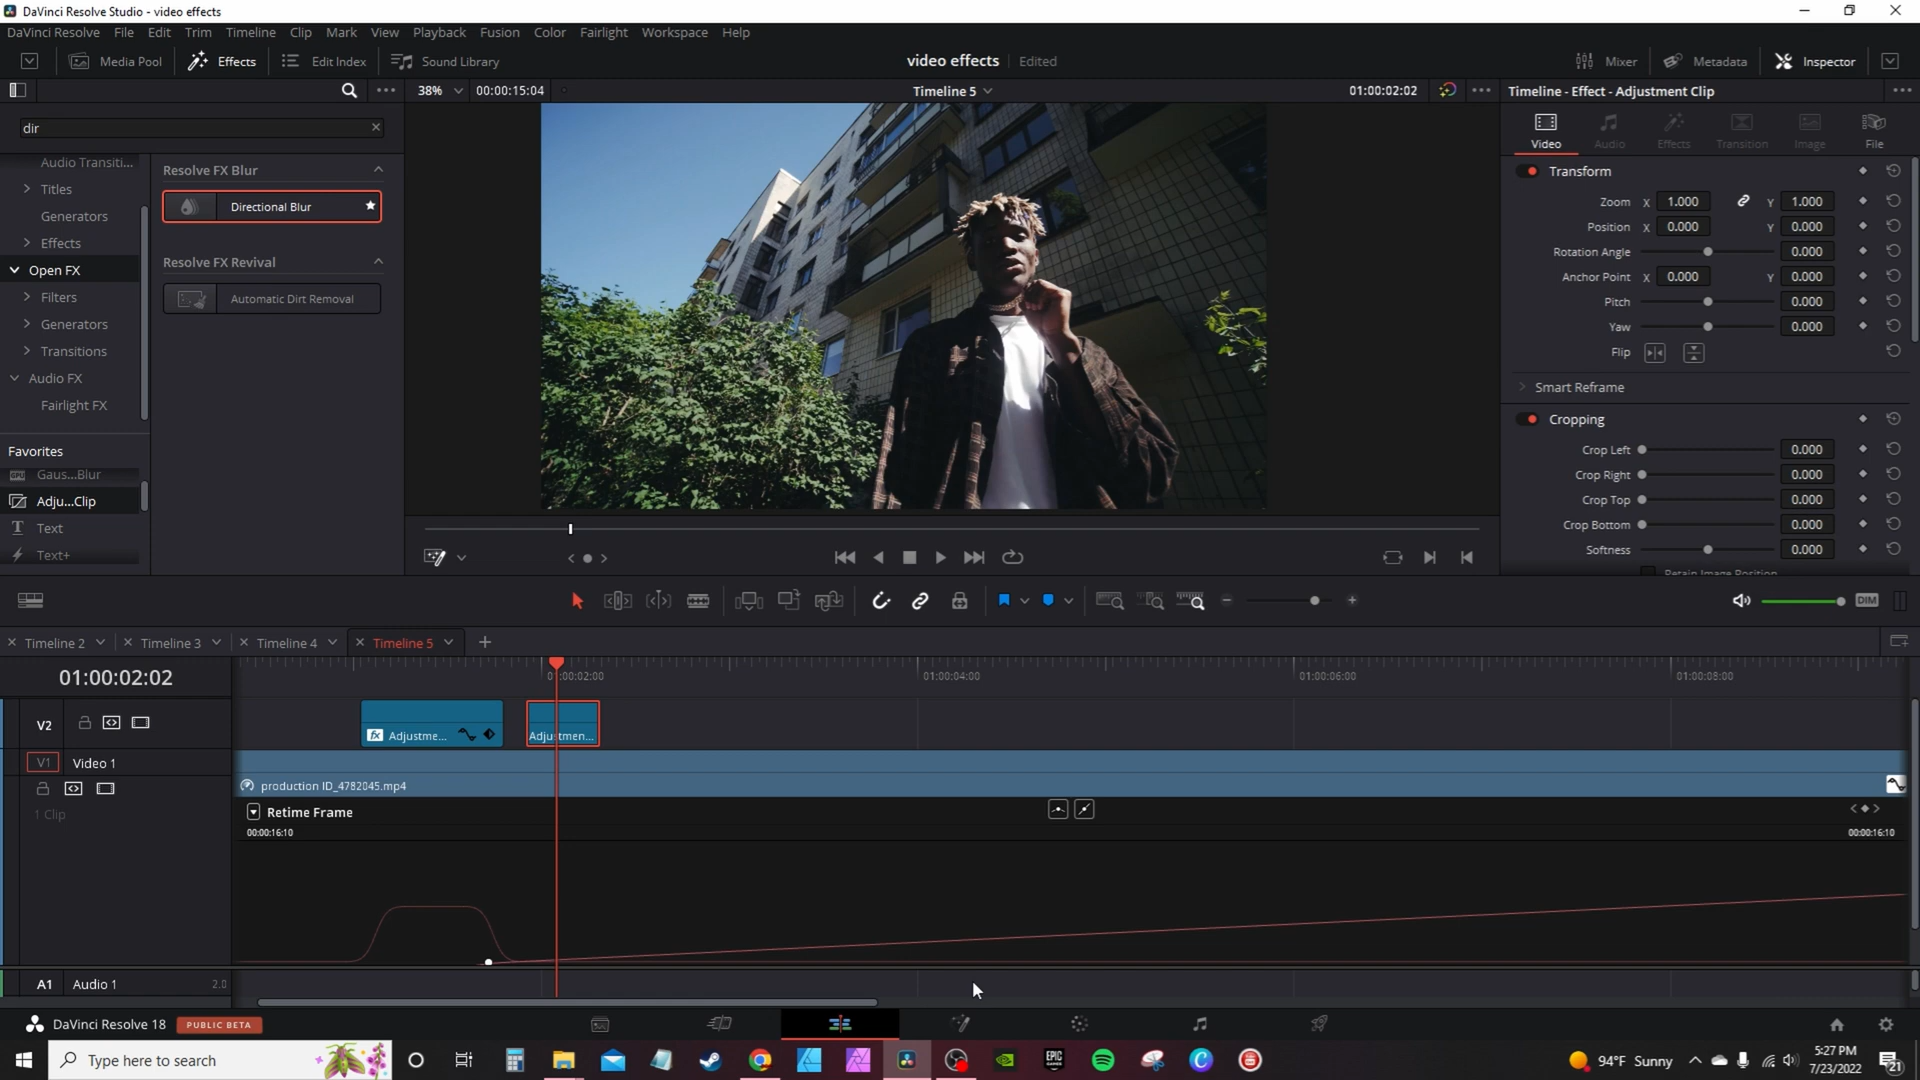 DaVinci Resolve Studio - video effects
DaVinci Resolve File Edit Trim Timeline Clip Mark View Playback Fusion Color Fairlight Workspace Help
Media Pool Effects Edit Index Sound Library video effects Edited Mixer Metadata Inspector
38% 00:00:15:04 Timeline 5 01:00:02:02 Timeline - Effect - Adjustment Clip
dir
Video Audio Effects Transition Image File
Audio Transiti...
Titles
Generators
Effects
Open FX
Filters
Generators
Transitions
Audio FX
Fairlight FX
Favorites
Gaus...Blur
Adju...Clip
Text
Text+
Resolve FX Blur
Directional Blur
Resolve FX Revival
Automatic Dirt Removal
Transform
Zoom X 1.000 Y 1.000
Position X 0.000 Y 0.000
Rotation Angle 0.000
Anchor Point X 0.000 Y 0.000
Pitch 0.000
Yaw 0.000
Flip
Smart Reframe
Cropping
Crop Left 0.000
Crop Right 0.000
Crop Top 0.000
Crop Bottom 0.000
Softness 0.000
Retain Image Position
DIM
Timeline 2 Timeline 3 Timeline 4 Timeline 5
01:00:02:02
01:00:04:00 01:00:06:00 01:00:08:00
V2
fx Adjustme... Adjustmen...
V1 Video 1
production ID_4782045.mp4
1 Clip
Retime Frame
00:00:16:10 00:00:16:10
A1 Audio 1 2.0
DaVinci Resolve 18 PUBLIC BETA
Type here to search
EPIC GAMES
94°F Sunny
5:27 PM
7/23/2022
21